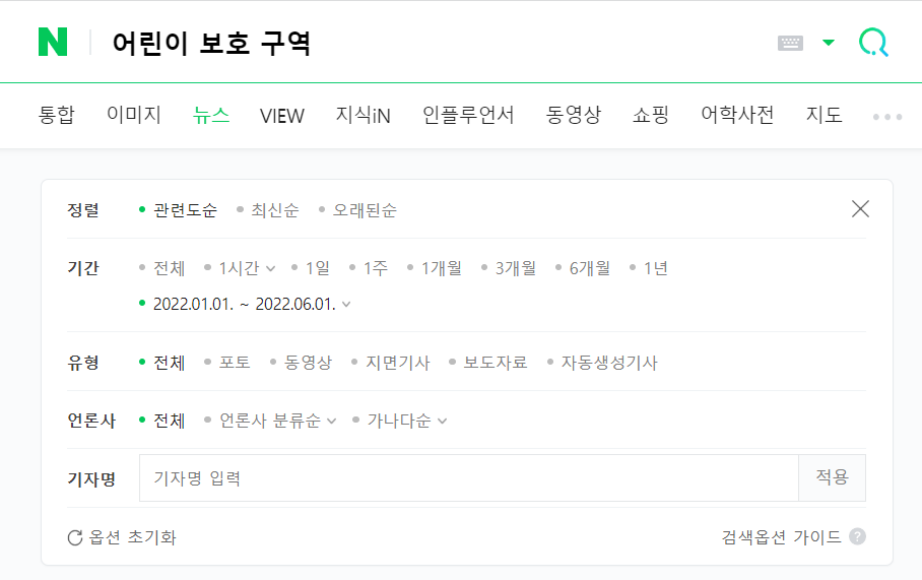 N 어린이 보호 구역
통합 이미지 뉴스 VIEW 지식iN 인플루언서 동영상 쇼핑 어학사전 지도
정렬 관련도순 최신순 오래된순
기간 전체 1시간 1일 1주 1개월 3개월 6개월 1년
2022.01.01. ~ 2022.06.01.
유형 전체 포토 동영상 지면기사 보도자료 자동생성기사
언론사 전체 언론사 분류순 가나다순
기자명 기자명 입력 적용
옵션 초기화 검색옵션 가이드 ?